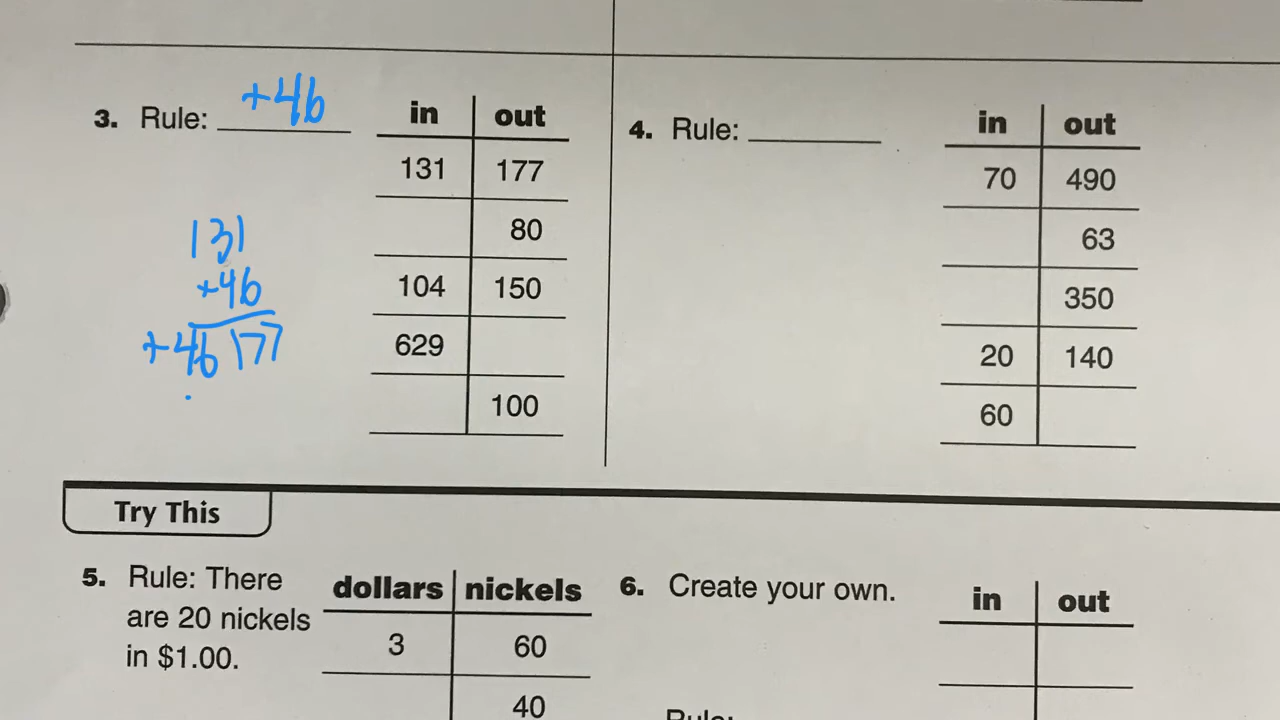 3. Rule: +46
in out
131 177
80
104 150
629
100
131
+46
+46 177
4. Rule:
in out
70 490
63
350
20 140
60
Try This
5. Rule: There
are 20 nickels
in $1.00.
dollars nickels
3 60
40
6. Create your own.
in out
Rule: